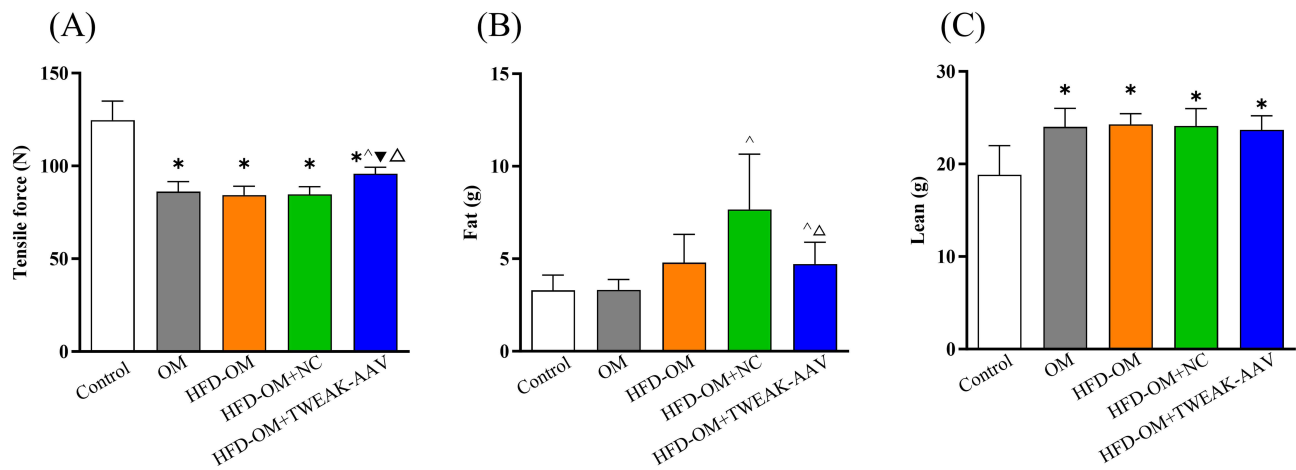 (A)
Tensile force (N)
150
100
50
0
*
*
*
*^▼△
Control
OM
HFD-OM
HFD-OM+NC
HFD-OM+TWEAK-AAV
(B)
Fat (g)
15
10
5
0
^
^△
Control
OM
HFD-OM
HFD-OM+NC
HFD-OM+TWEAK-AAV
(C)
Lean (g)
30
20
10
0
*
*
*
*
Control
OM
HFD-OM
HFD-OM+NC
HFD-OM+TWEAK-AAV